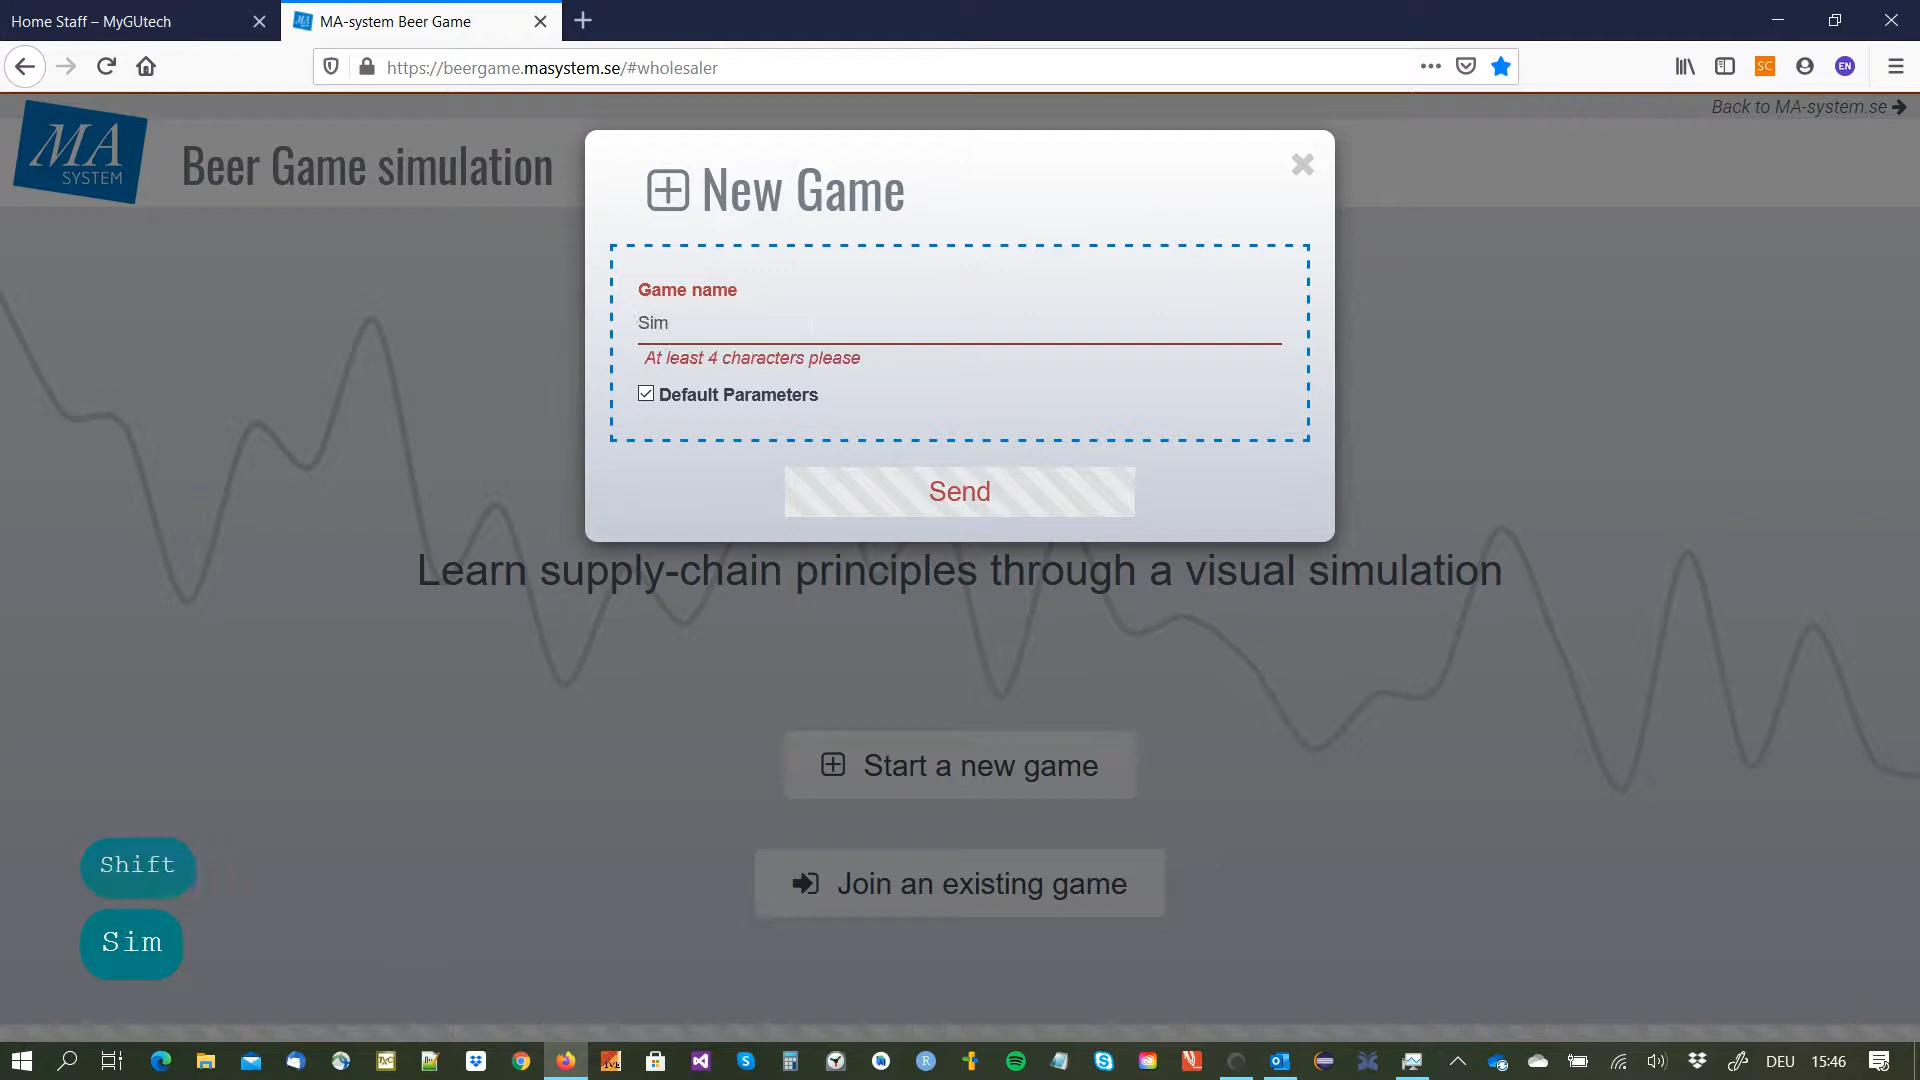 Home Staff – MyGUtech
MA-system Beer Game
https://beergame.masystem.se/#wholesaler
SC
EN
Back to MA-system.se
MA
SYSTEM
Beer Game simulation
New Game
Game name
Sim
At least 4 characters please
Default Parameters
Send
Learn supply-chain principles through a visual simulation
Start a new game
Join an existing game
Shift
Sim
DEU
15:46